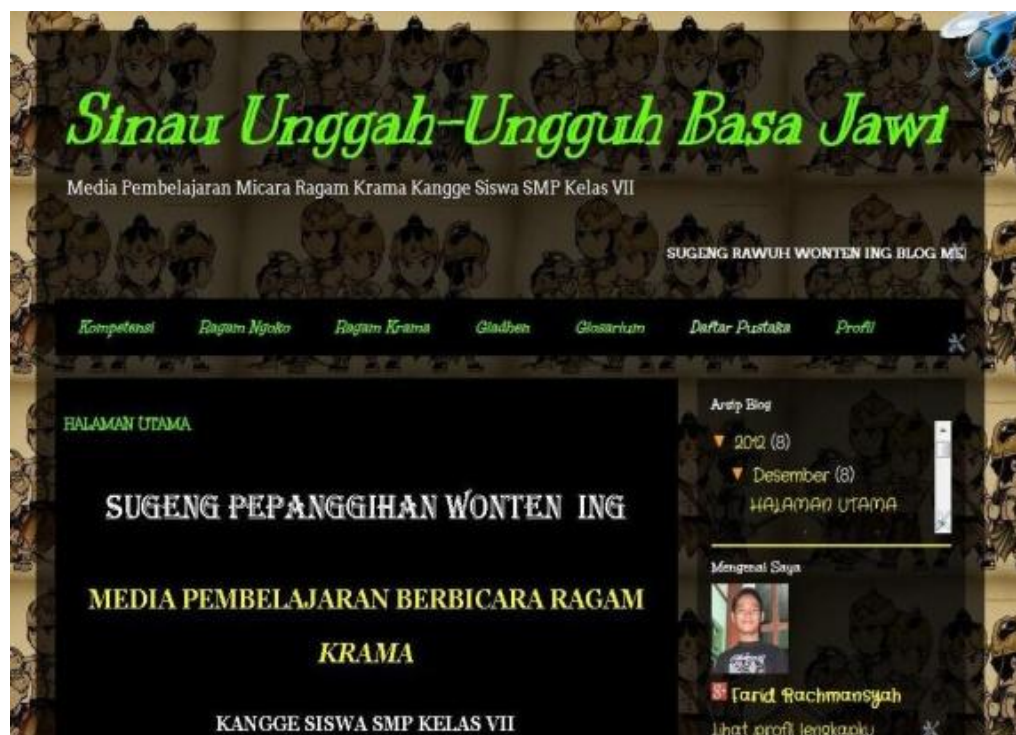 Sinau Unggah-Ungguh Basa Jawi
Media Pembelajaran Micara Ragam Krama Kangge Siswa SMP Kelas VII
SUGENG RAWUH WONTEN ING BLOG
Kompetensi Ragam Ngoko Ragam Krama Gladhen Glosarium Daftar Pustaka Profil
HALAMAN UTAMA
SUGENG PEPANGGIHAN WONTEN ING
MEDIA PEMBELAJARAN BERBICARA RAGAM
KRAMA
KANGGE SISWA SMP KELAS VII
Arsip Blog
▼ 2012 (8)
▼ Desember (8)
HALAMAN UTAMA
Mengenai Saya
Farid Rachmansyah
Lihat profil lengkapku